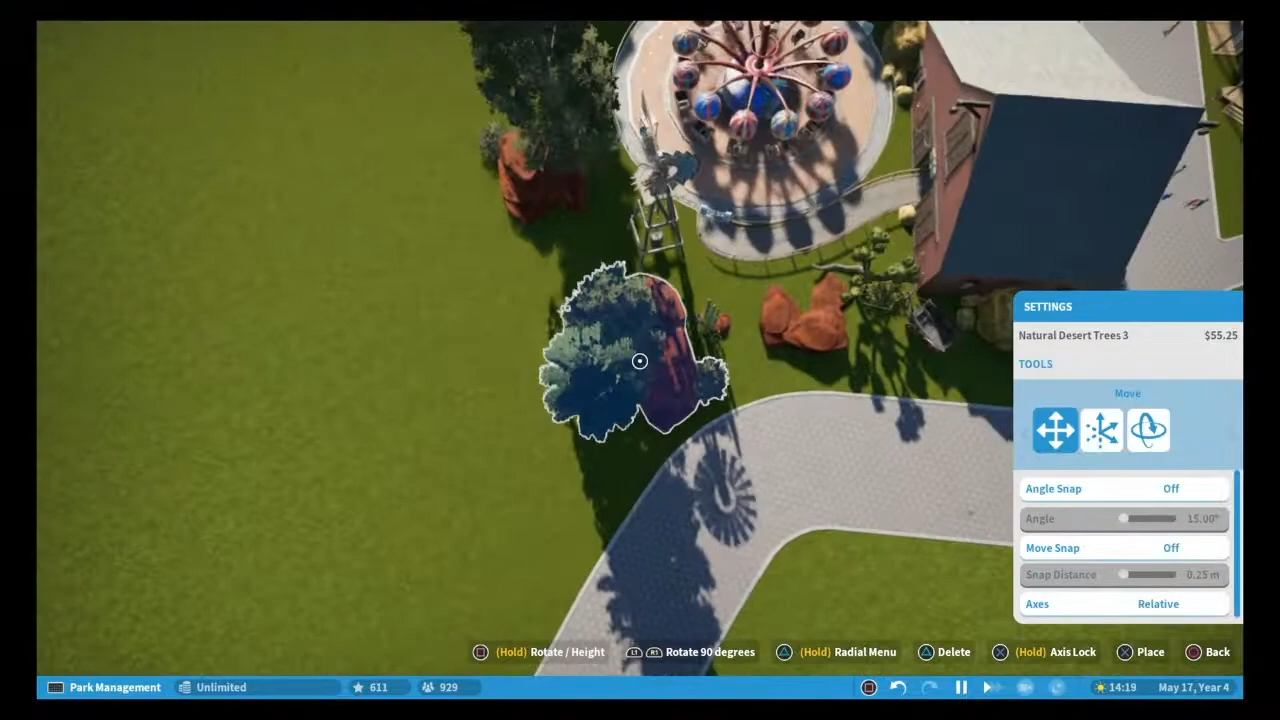 SETTINGS
Natural Desert Trees 3 $55.25
TOOLS
Move
Angle Snap Off
Angle 15.00°
Move Snap Off
Snap Distance 0.25 m
Axes Relative
(Hold) Rotate / Height L1 R1 Rotate 90 degrees (Hold) Radial Menu Delete (Hold) Axis Lock Place Back
Park Management Unlimited 611 929 14:19 May 17, Year 4